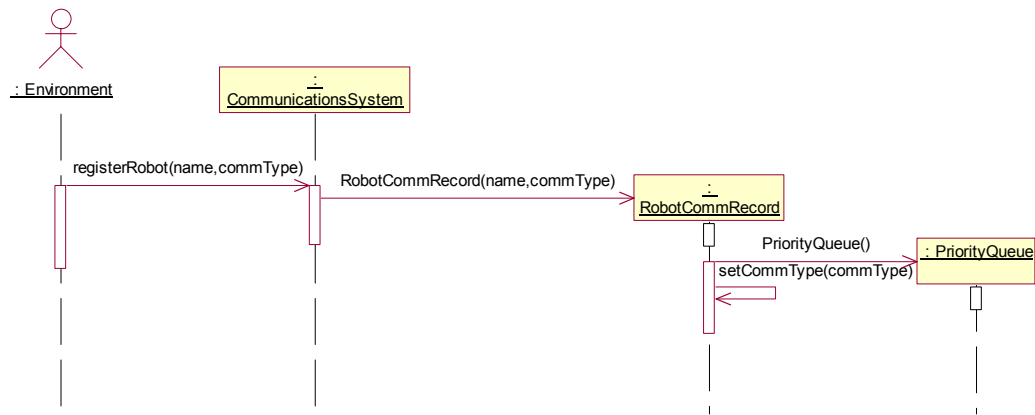 : Environment
:
CommunicationsSystem
registerRobot(name,commType)
RobotCommRecord(name,commType)
:
RobotCommRecord
PriorityQueue()
: PriorityQueue
setCommType(commType)